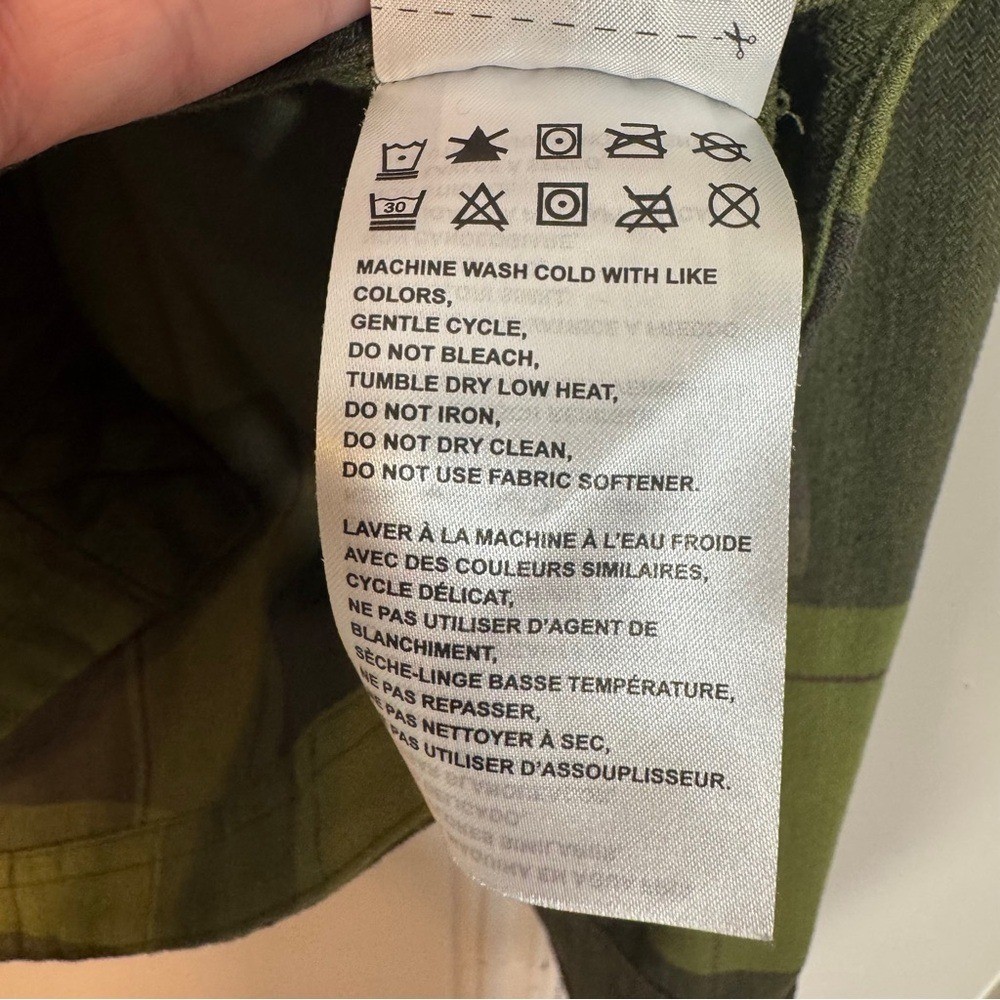 30
MACHINE WASH COLD WITH LIKE
COLORS,
GENTLE CYCLE,
DO NOT BLEACH,
TUMBLE DRY LOW HEAT,
DO NOT IRON,
DO NOT DRY CLEAN,
DO NOT USE FABRIC SOFTENER.
LAVER À LA MACHINE À L'EAU FROIDE
AVEC DES COULEURS SIMILAIRES,
CYCLE DÉLICAT,
NE PAS UTILISER D'AGENT DE
BLANCHIMENT,
SÈCHE-LINGE BASSE TEMPÉRATURE,
NE PAS REPASSER,
PAS NETTOYER À SEC,
PAS UTILISER D'ASSOUPLISSEUR.